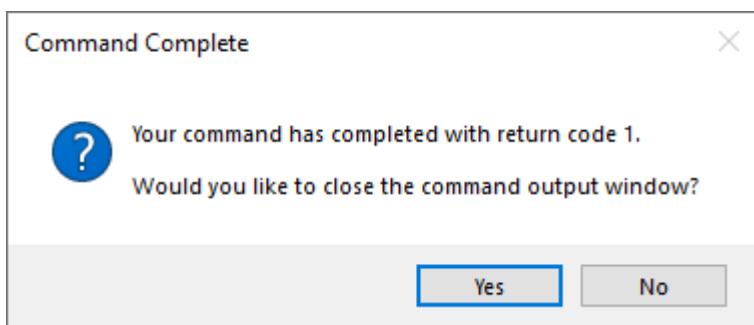 Command Complete
Your command has completed with return code 1.
Would you like to close the command output window?
Yes
No